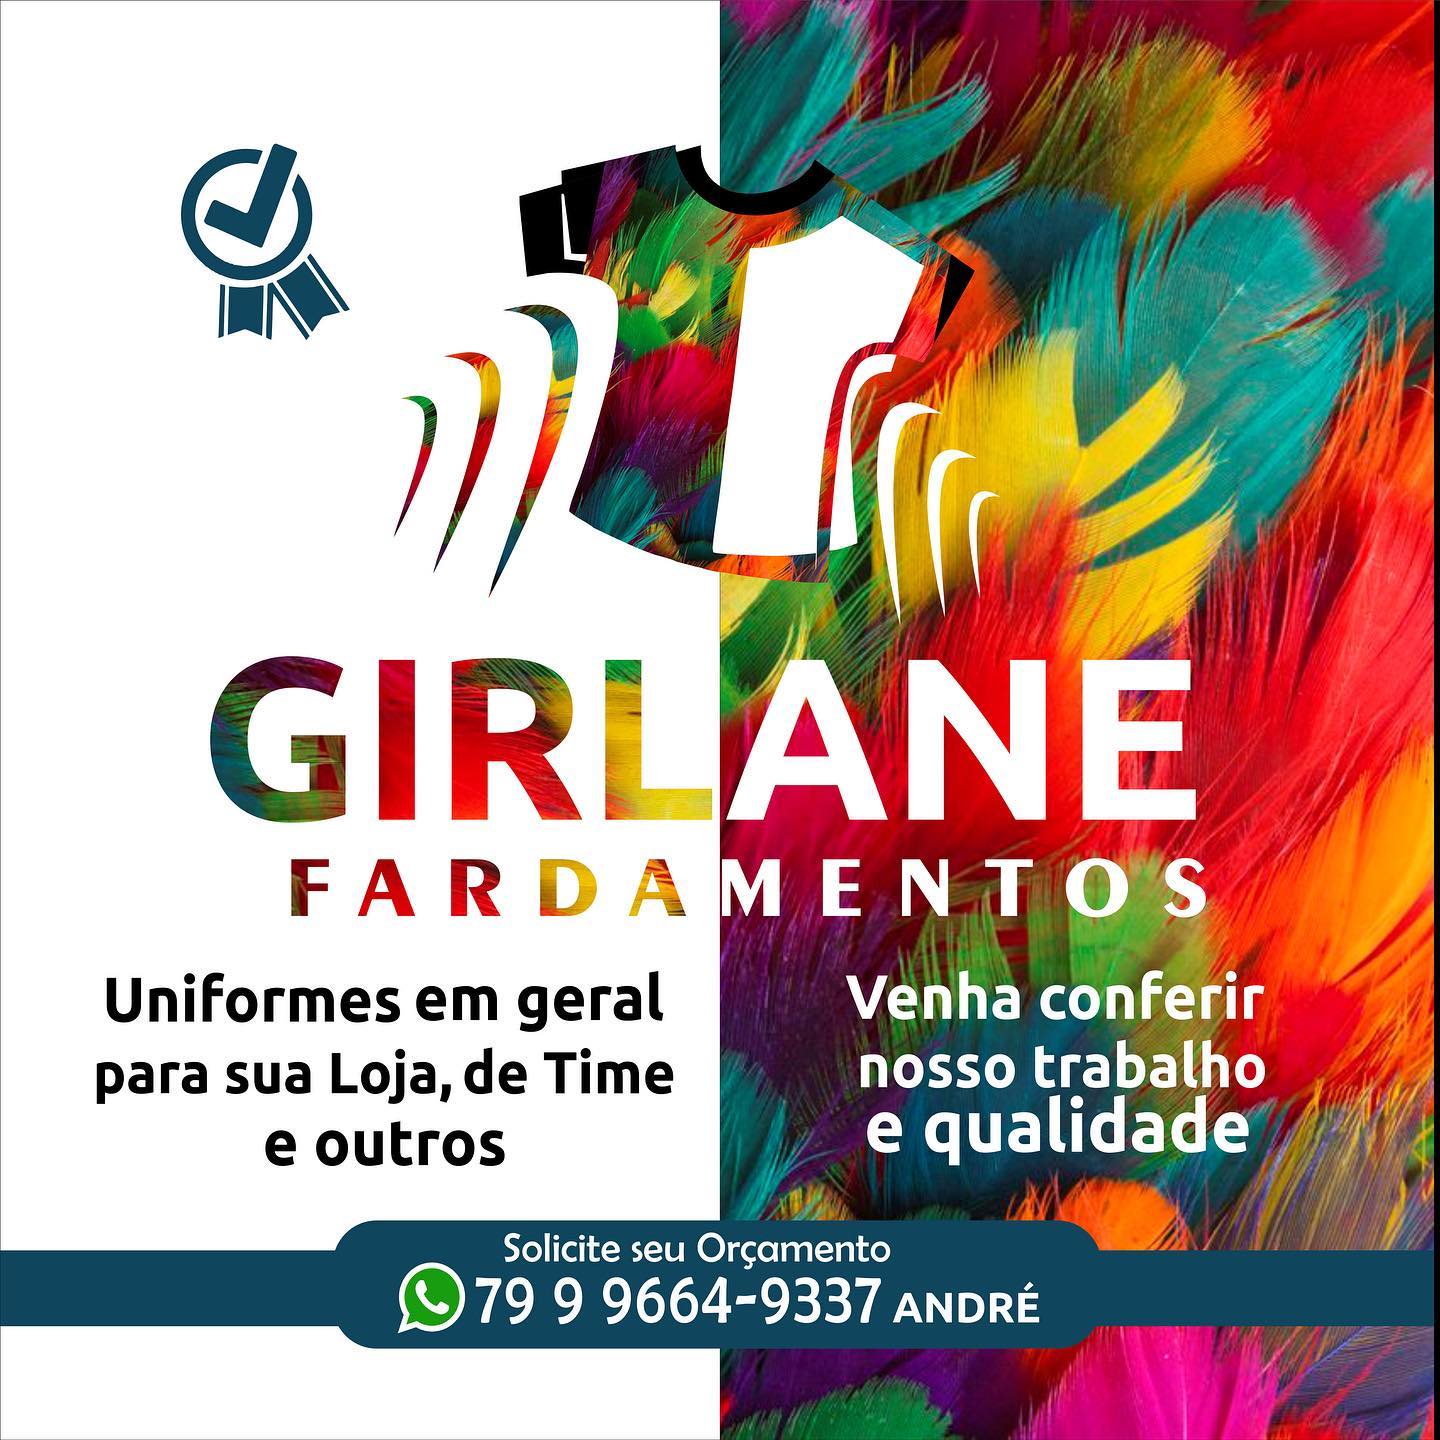 GIRLANE
FARDAMENTOS
Uniformes em geral
para sua Loja, de Time
e outros
Venha conferir
nosso trabalho
e qualidade
Solicite seu Orçamento
79 9 9664-9337 ANDRÉ